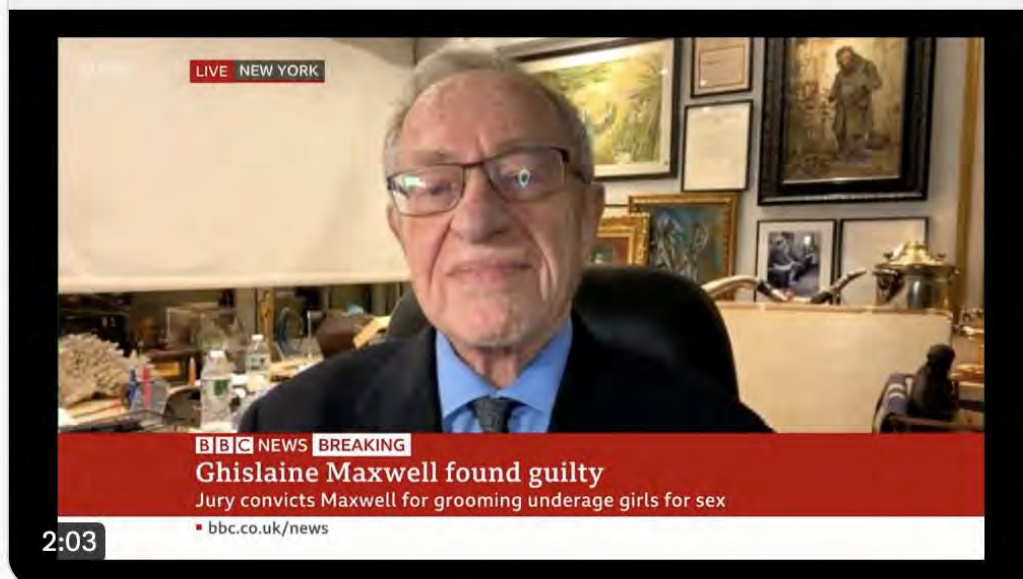 LIVE NEW YORK
BBC NEWS BREAKING
Ghislaine Maxwell found guilty
Jury convicts Maxwell for grooming underage girls for sex
bbc.co.uk/news
2:03